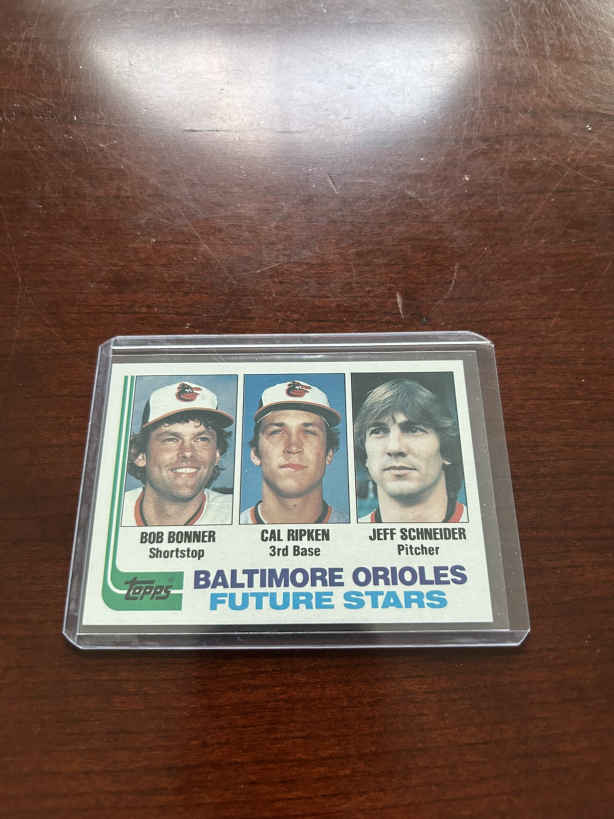 BOB BONNER
Shortstop
CAL RIPKEN
3rd Base
JEFF SCHNEIDER
Pitcher
topps®
BALTIMORE ORIOLES
FUTURE STARS